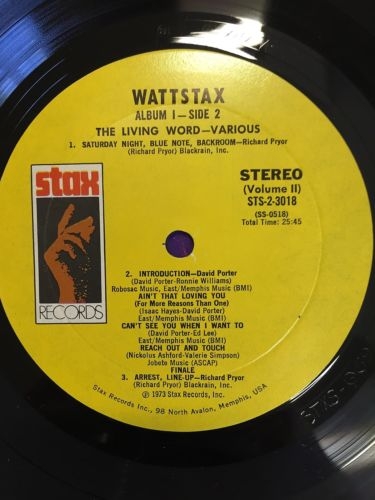 WATTSTAX
ALBUM I—SIDE 2
THE LIVING WORD—VARIOUS
1. SATURDAY NIGHT, BLUE NOTE, BACKROOM—Richard Pryor
(Richard Pryor) Blackrain, Inc.
stax
RECORDS
STEREO
(Volume II)
STS-2-3018
(SS-0518)
Total Time: 25:45
2. INTRODUCTION—David Porter
(David Porter-Ronnie Williams)
Robosac Music, East/Memphis Music (BMI)
AIN'T THAT LOVING YOU
(For More Reasons Than One)
(Isaac Hayes-David Porter)
East/Memphis Music (BMI)
CAN'T SEE YOU WHEN I WANT TO
(David Porter-Ed Lee)
East/Memphis Music (BMI)
REACH OUT AND TOUCH
(Nickolus Ashford-Valerie Simpson)
Jobete Music (ASCAP)
FINALE
3. ARREST, LINE-UP—Richard Pryor
(Richard Pryor) Blackrain, Inc.
℗ 1973 Stax Records, Inc.
Stax Records Inc., 98 North Avalon, Memphis, USA